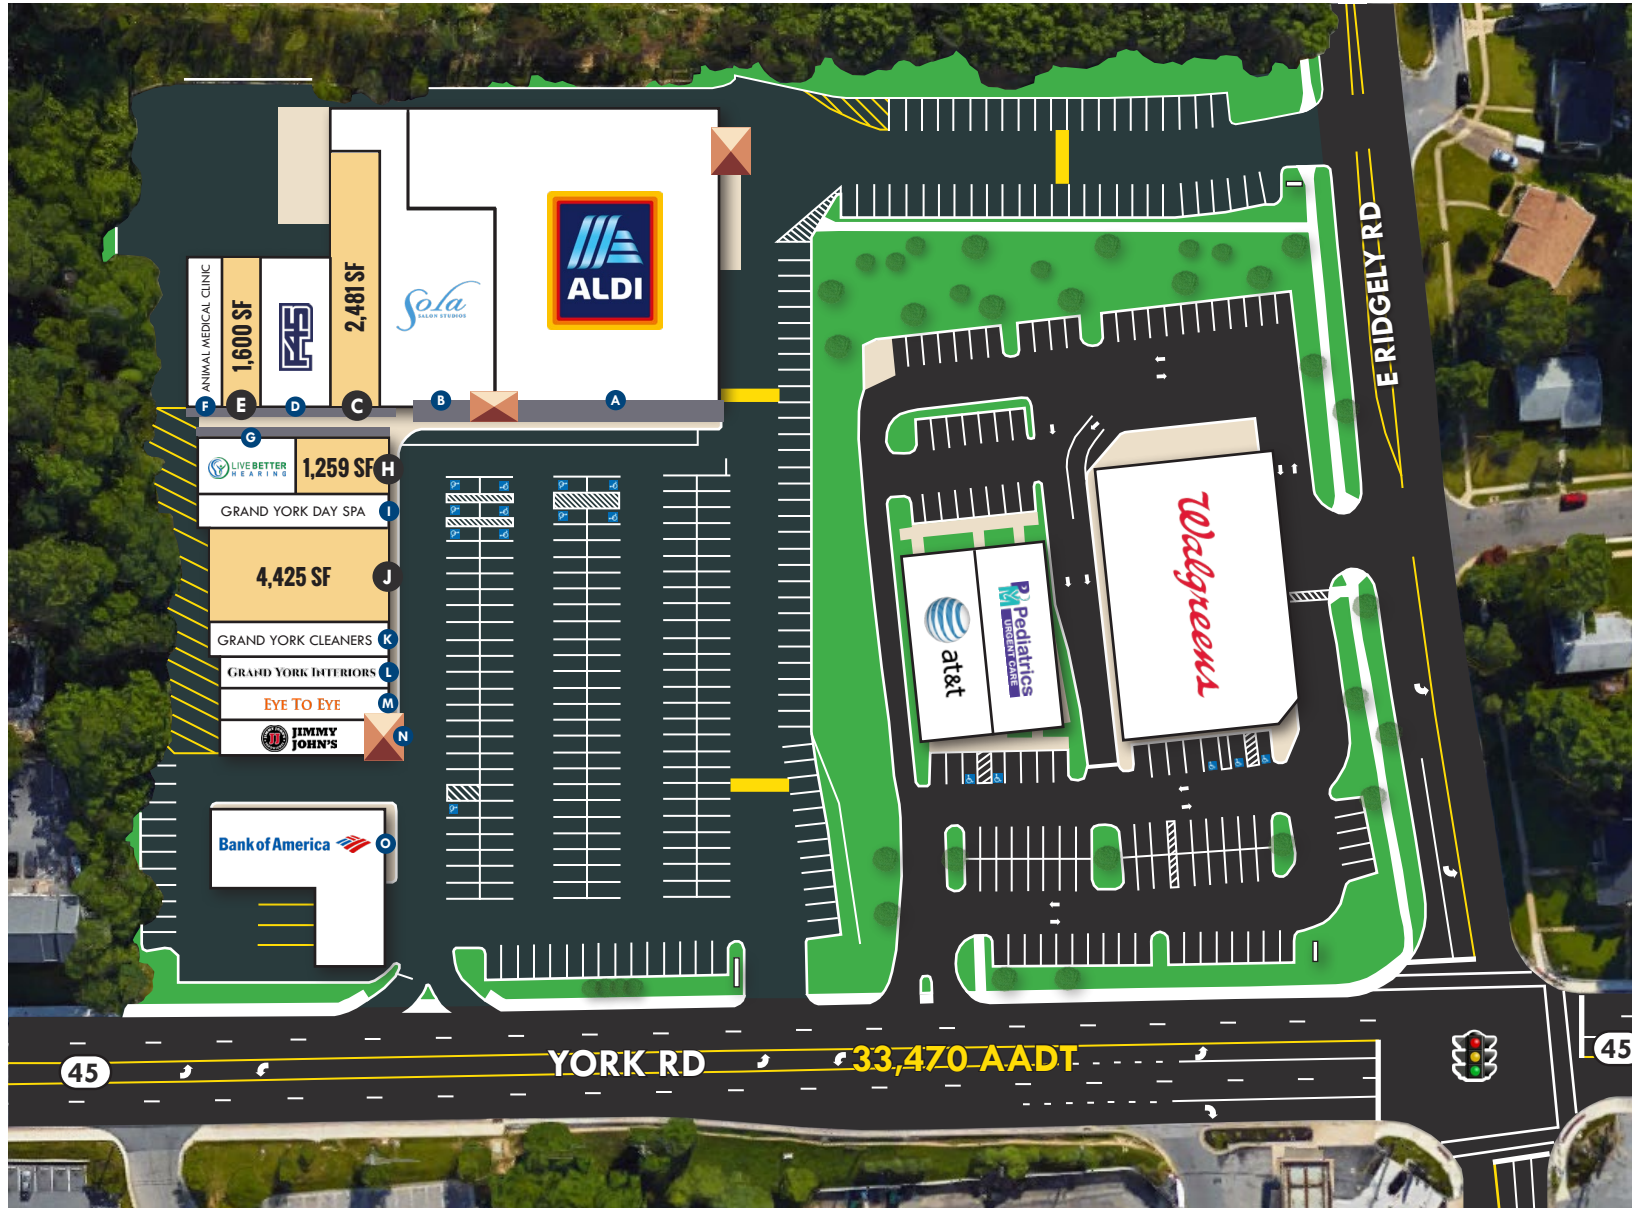 ALDI
Sola
SALON STUDIOS
2,481 SF
F45
1,600 SF
ANIMAL MEDICAL CLINIC
F
E
D
C
B
A
G
LIVE BETTER
HEARING
1,259 SF
H
GRAND YORK DAY SPA
I
4,425 SF
J
GRAND YORK CLEANERS
K
GRAND YORK INTERIORS
L
EYE TO EYE
M
JJ
JIMMY
JOHN'S
N
Bank of America
O
at&t
PM
Pediatrics
URGENT CARE
Walgreens
E RIDGELY RD
45
YORK RD
33,470 AADT
45